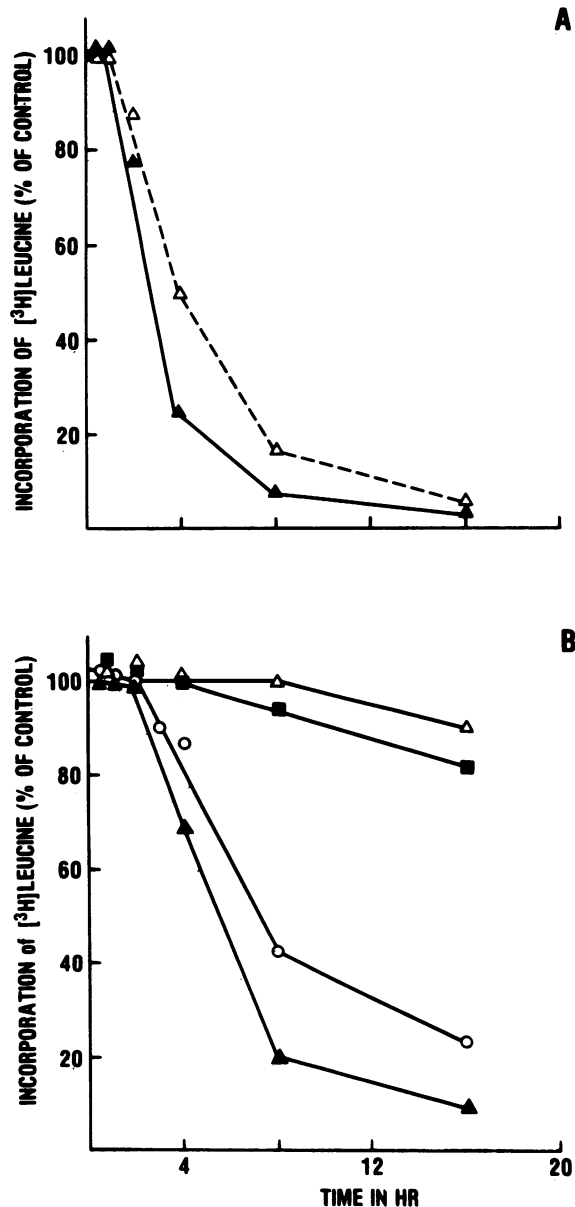 A
INCORPORATION OF [³H]LEUCINE (% OF CONTROL)
100
80
60
40
20
B
INCORPORATION of [³H]LEUCINE (% OF CONTROL)
100
80
60
40
20
4
12
20
TIME IN HR